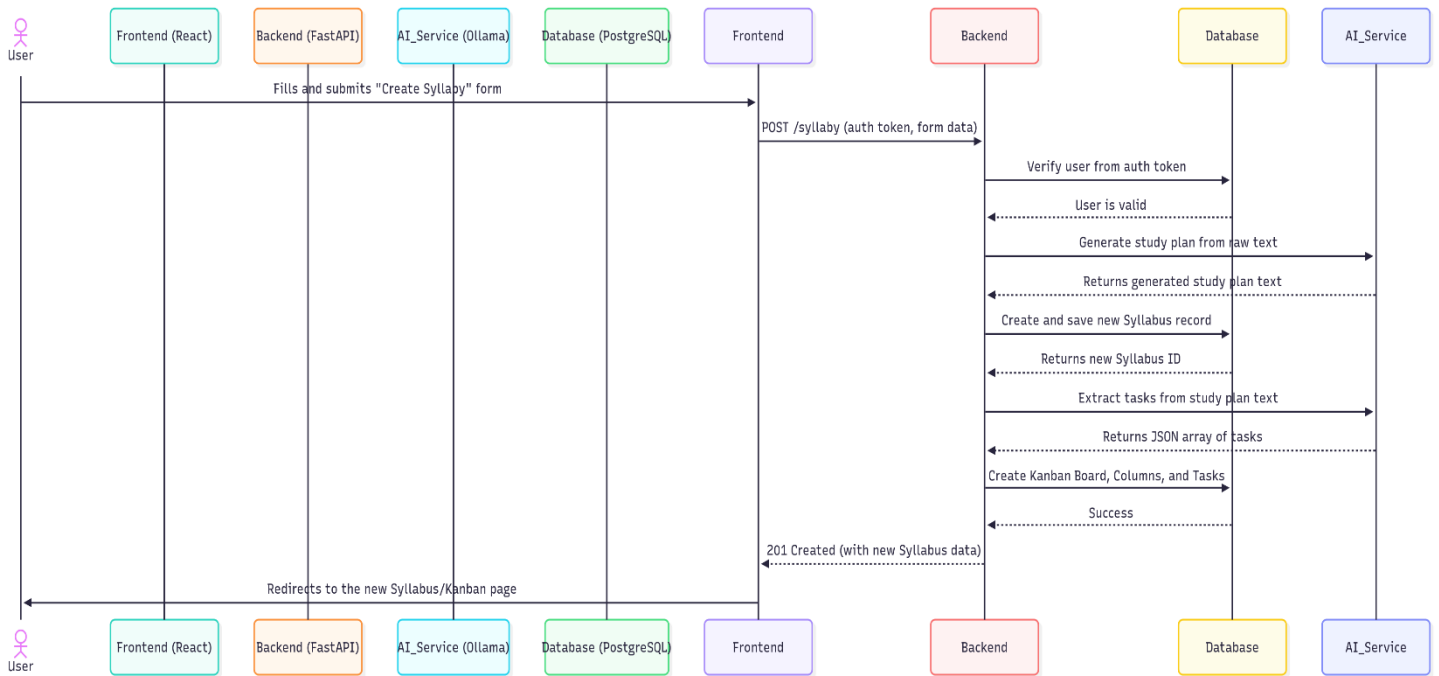 User
Frontend (React)
Backend (FastAPI)
AI_Service (Ollama)
Database (PostgreSQL)
Frontend
Backend
Database
AI_Service
Fills and submits "Create Syllaby" form
POST /syllaby (auth token, form data)
Verify user from auth token
User is valid
Generate study plan from raw text
Returns generated study plan text
Create and save new Syllabus record
Returns new Syllabus ID
Extract tasks from study plan text
Returns JSON array of tasks
Create Kanban Board, Columns, and Tasks
Success
201 Created (with new Syllabus data)
Redirects to the new Syllabus/Kanban page
User
Frontend (React)
Backend (FastAPI)
AI_Service (Ollama)
Database (PostgreSQL)
Frontend
Backend
Database
AI_Service